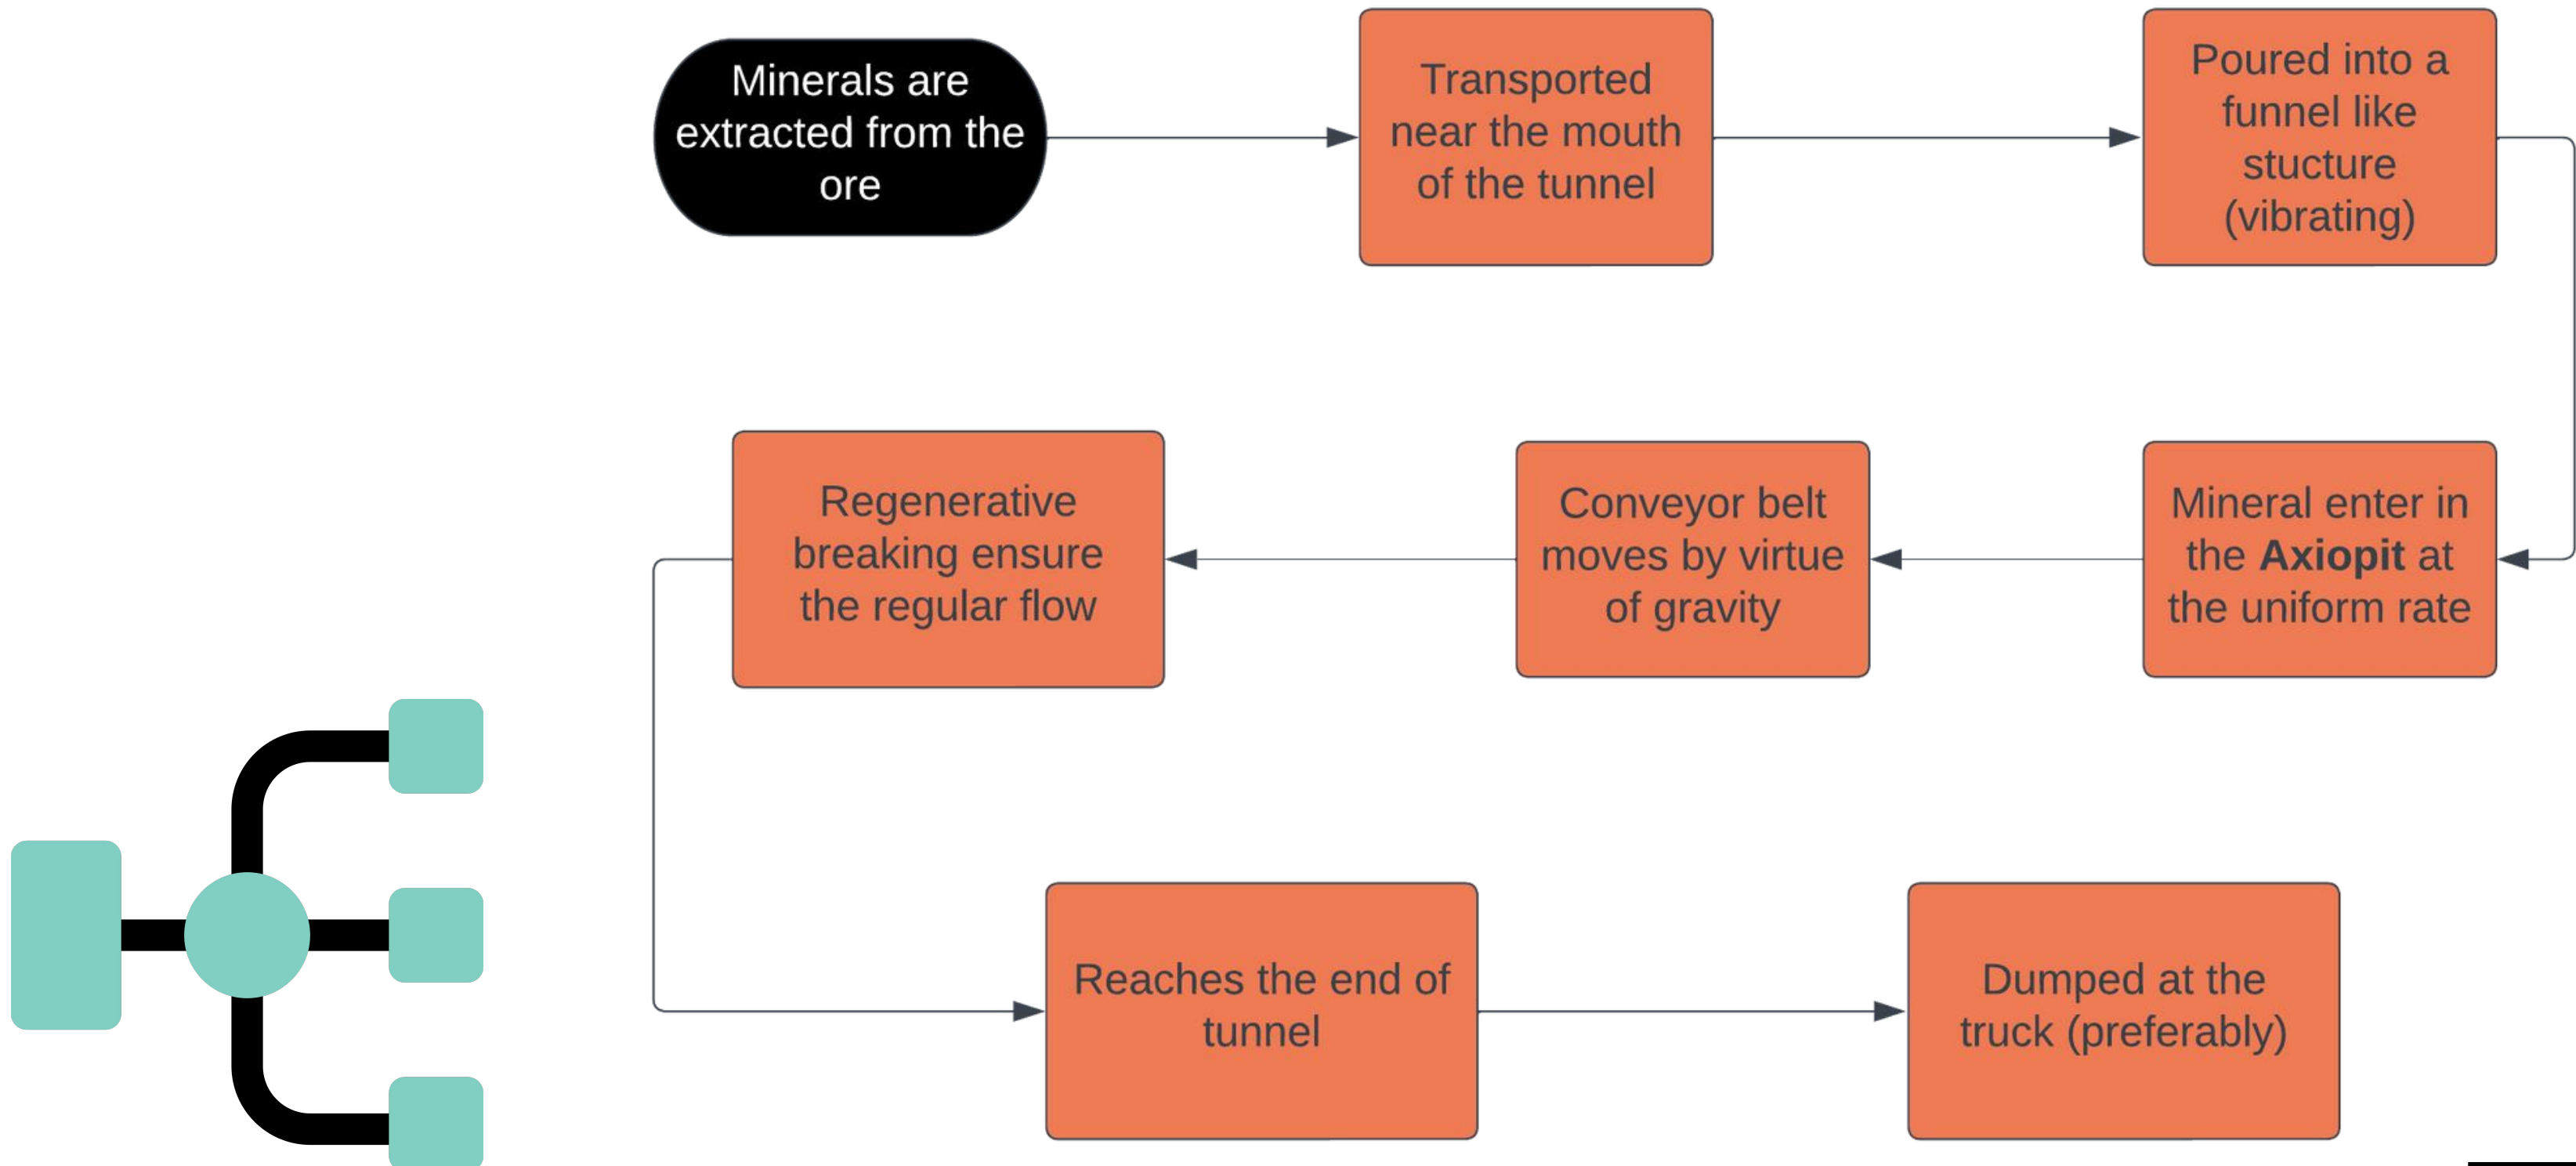 Minerals are
extracted from the
ore
Transported
near the mouth
of the tunnel
Poured into a
funnel like
stucture
(vibrating)
Mineral enter in
the Axiopit at
the uniform rate
Conveyor belt
moves by virtue
of gravity
Regenerative
breaking ensure
the regular flow
Reaches the end of
tunnel
Dumped at the
truck (preferably)